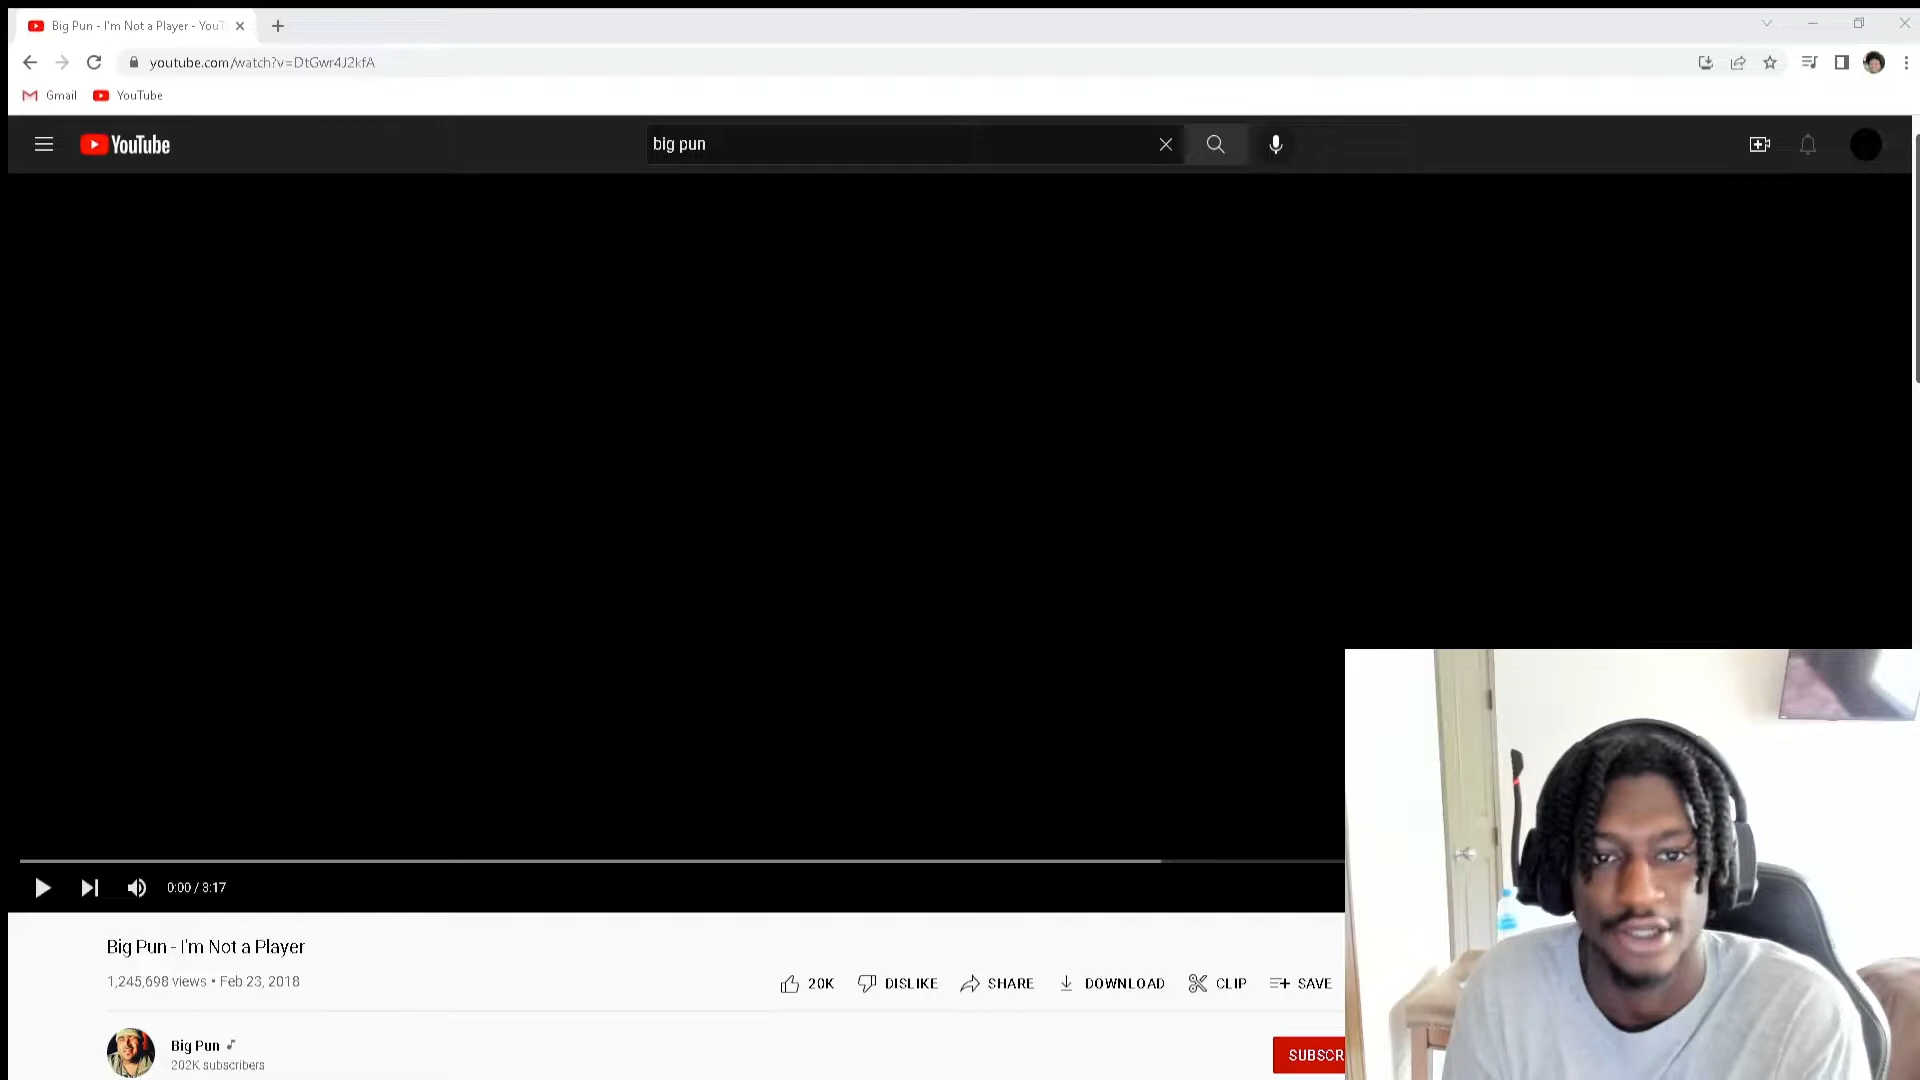 Big Pun - I'm Not a Player - YouT
youtube.com/watch?v=DtGwr4J2kfA
Gmail
YouTube
YouTube
big pun
0:00 / 3:17
Big Pun - I'm Not a Player
1,245,698 views • Feb 23, 2018
20K
DISLIKE
SHARE
DOWNLOAD
CLIP
SAVE
Big Pun
202K subscribers
SUBSCR